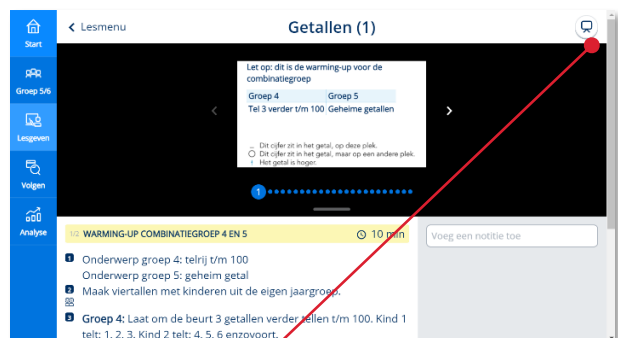 Start
Groep 5/6
Lesgeven
Volgen
Analyse
Lesmenu
Getallen (1)
Let op: dit is de warming-up voor de
combinatiegroep
Groep 4 Groep 5
Tel 3 verder t/m 100 Geheime getallen
_ Dit cijfer zit in het getal, op deze plek.
Dit cijfer zit in het getal, maar op een andere plek.
Het getal is hoger.
1
1/2 WARMING-UP COMBINATIEGROEP 4 EN 5 10 min
Voeg een notitie toe
1 Onderwerp groep 4: telrij t/m 100
Onderwerp groep 5: geheim getal
2 Maak viertallen met kinderen uit de eigen jaargroep.
3 Groep 4: Laat om de beurt 3 getallen verder tellen t/m 100. Kind 1
telt: 1, 2, 3. Kind 2 telt: 4, 5, 6 enzovoort.